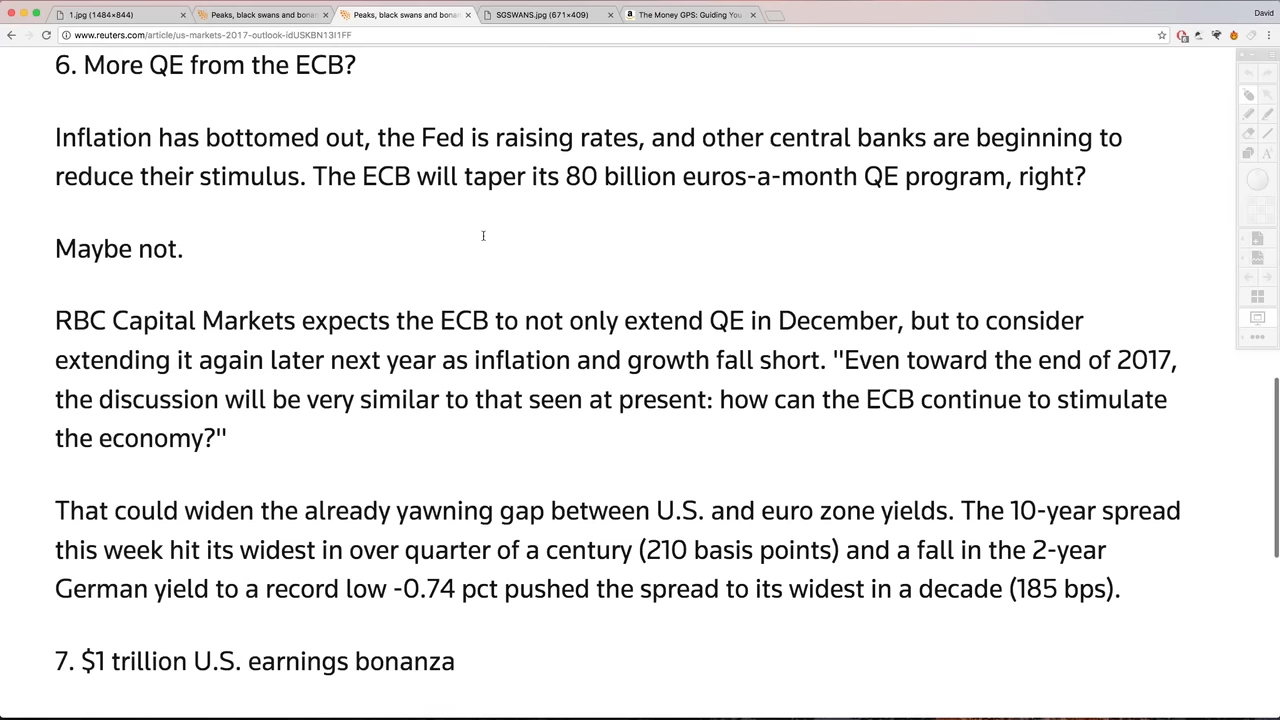 1.jpg (1484×844)
Peaks, black swans and bonan
Peaks, black swans and bonan
SGSWANS.jpg (671×409)
The Money GPS: Guiding You
David
www.reuters.com/article/us-markets-2017-outlook-idUSKBN13I1FF
6. More QE from the ECB?
Inflation has bottomed out, the Fed is raising rates, and other central banks are beginning to
reduce their stimulus. The ECB will taper its 80 billion euros-a-month QE program, right?
Maybe not.
RBC Capital Markets expects the ECB to not only extend QE in December, but to consider
extending it again later next year as inflation and growth fall short. "Even toward the end of 2017,
the discussion will be very similar to that seen at present: how can the ECB continue to stimulate
the economy?"
That could widen the already yawning gap between U.S. and euro zone yields. The 10-year spread
this week hit its widest in over quarter of a century (210 basis points) and a fall in the 2-year
German yield to a record low -0.74 pct pushed the spread to its widest in a decade (185 bps).
7. $1 trillion U.S. earnings bonanza